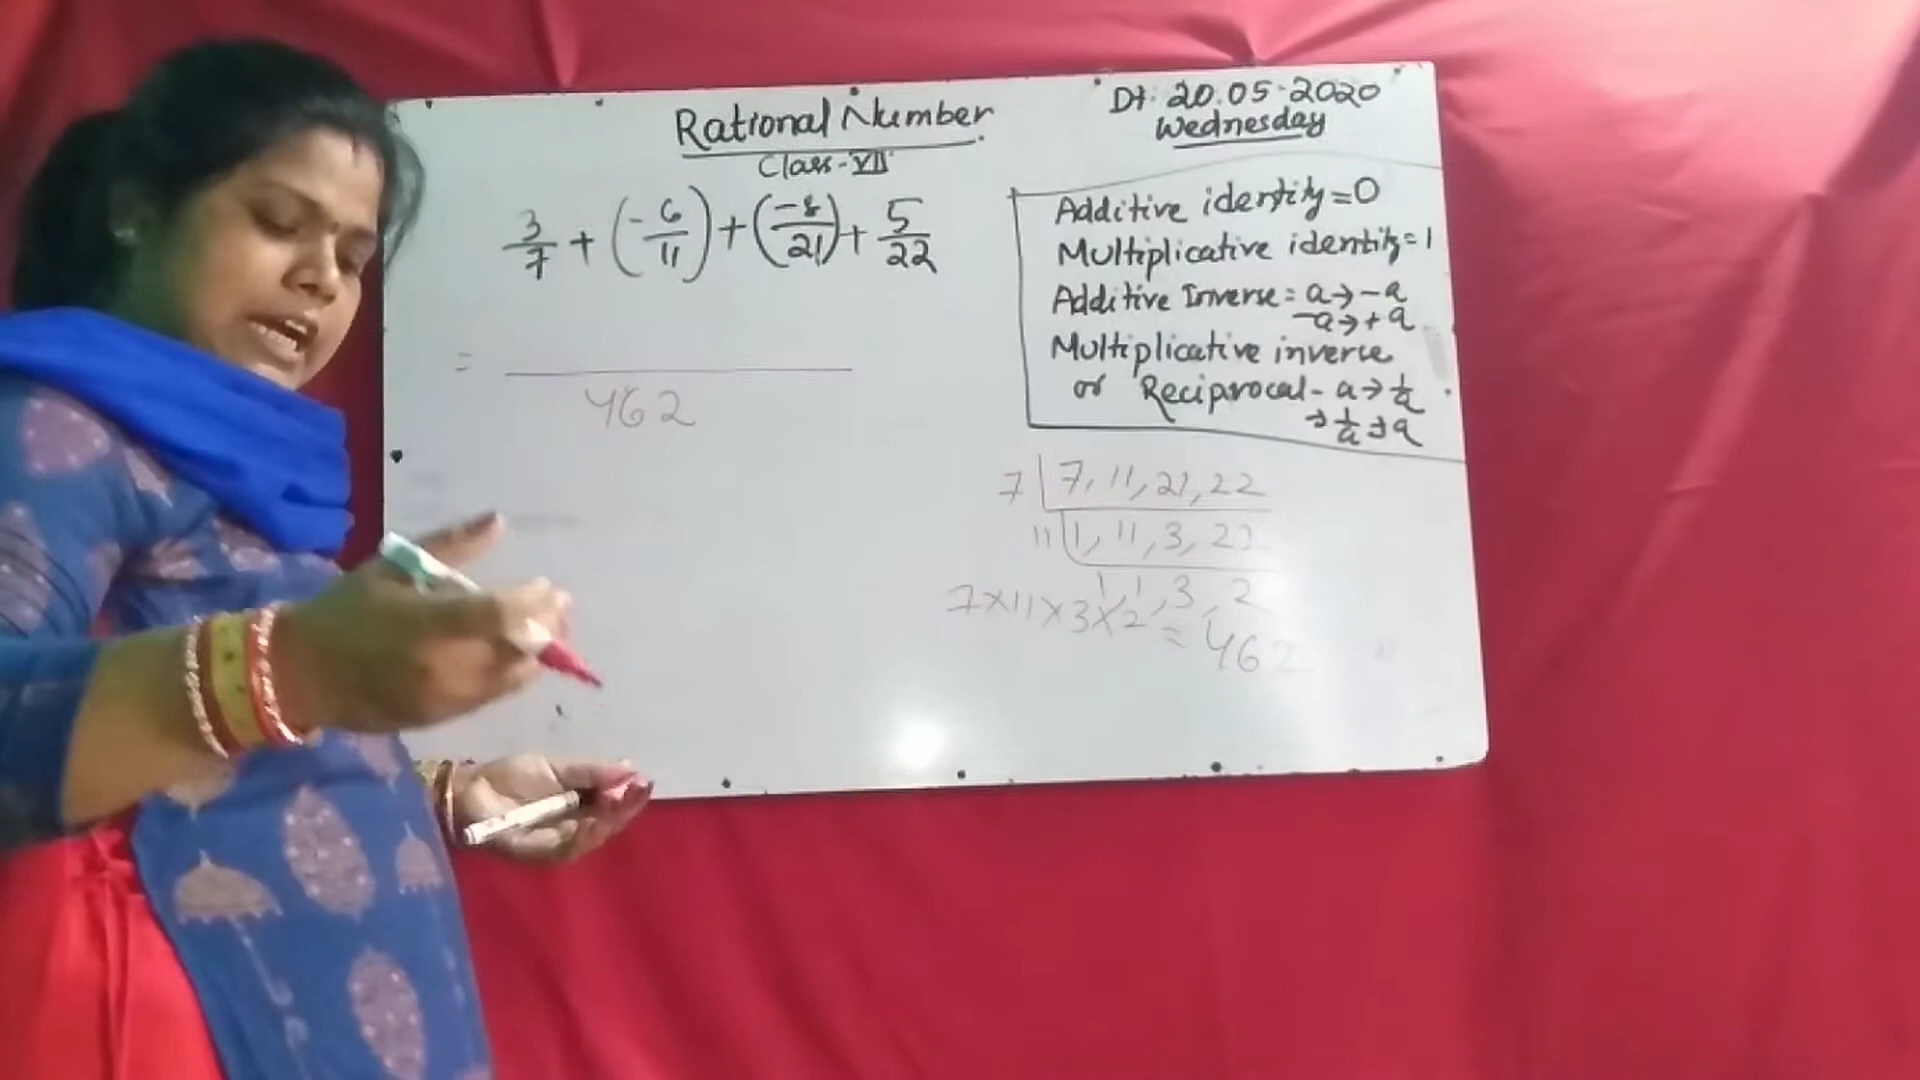 Rational Number
Class-VII
Dt. 20.05.2020
Wednesday
3/7 + (-6/11) + (-8/21) + 5/22
= ——— / 462
Additive identity = 0
Multiplicative identity = 1
Additive Inverse = a → -a
-a → +a
Multiplicative inverse
or Reciprocal - a → 1/a
→ 1/a → a
7 | 7, 11, 21, 22
11 | 1, 11, 3, 22
1, 1, 3, 2
7×11×3×2 = 462